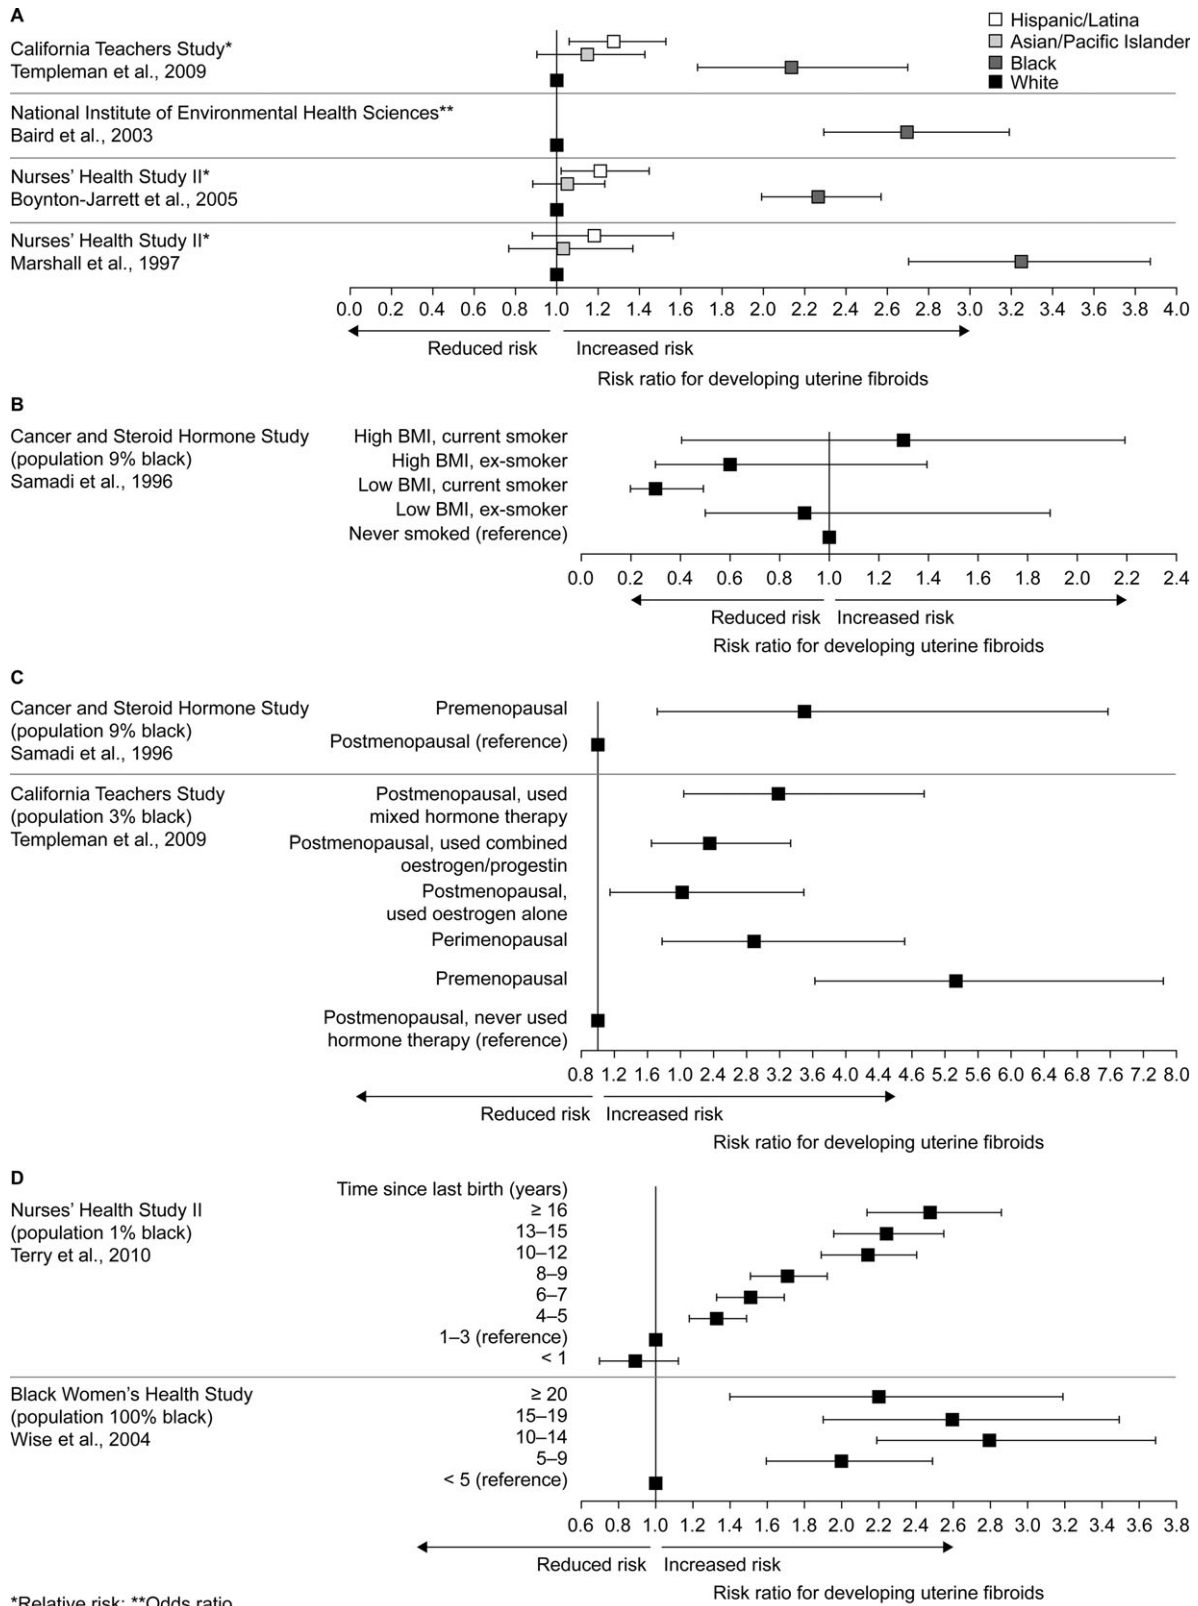 A
Hispanic/Latina
Asian/Pacific Islander
Black
White
California Teachers Study*
Templeman et al., 2009
National Institute of Environmental Health Sciences**
Baird et al., 2003
Nurses’ Health Study II*
Boynton-Jarrett et al., 2005
Nurses’ Health Study II*
Marshall et al., 1997
0.0 0.2 0.4 0.6 0.8 1.0 1.2 1.4 1.6 1.8 2.0 2.2 2.4 2.6 2.8 3.0 3.2 3.4 3.6 3.8 4.0
Reduced risk Increased risk
Risk ratio for developing uterine fibroids
B
Cancer and Steroid Hormone Study
(population 9% black)
Samadi et al., 1996
High BMI, current smoker
High BMI, ex-smoker
Low BMI, current smoker
Low BMI, ex-smoker
Never smoked (reference)
0.0 0.2 0.4 0.6 0.8 1.0 1.2 1.4 1.6 1.8 2.0 2.2 2.4
Reduced risk Increased risk
Risk ratio for developing uterine fibroids
C
Cancer and Steroid Hormone Study
(population 9% black)
Samadi et al., 1996
Premenopausal
Postmenopausal (reference)
California Teachers Study
(population 3% black)
Templeman et al., 2009
Postmenopausal, used
mixed hormone therapy
Postmenopausal, used combined
oestrogen/progestin
Postmenopausal,
used oestrogen alone
Perimenopausal
Premenopausal
Postmenopausal, never used
hormone therapy (reference)
0.8 1.2 1.6 2.0 2.4 2.8 3.2 3.6 4.0 4.4 4.6 5.2 5.6 6.0 6.4 6.8 7.6 7.2 8.0
Reduced risk Increased risk
Risk ratio for developing uterine fibroids
D
Nurses’ Health Study II
(population 1% black)
Terry et al., 2010
Time since last birth (years)
≥ 16
13–15
10–12
8–9
6–7
4–5
1–3 (reference)
< 1
Black Women’s Health Study
(population 100% black)
Wise et al., 2004
≥ 20
15–19
10–14
5–9
< 5 (reference)
0.6 0.8 1.0 1.2 1.4 1.6 1.8 2.0 2.2 2.4 2.6 2.8 3.0 3.2 3.4 3.6 3.8
Reduced risk Increased risk
Risk ratio for developing uterine fibroids
*Relative risk; **Odds ratio